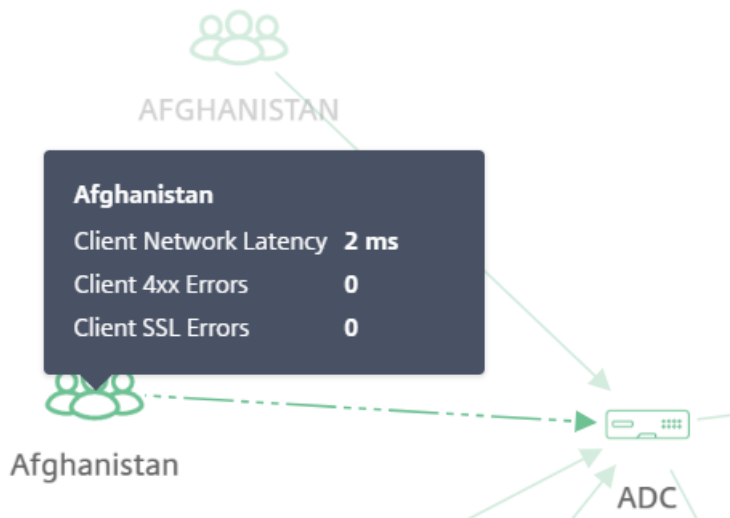 AFGHANISTAN
Afghanistan
Client Network Latency 2 ms
Client 4xx Errors 0
Client SSL Errors 0
Afghanistan
ADC